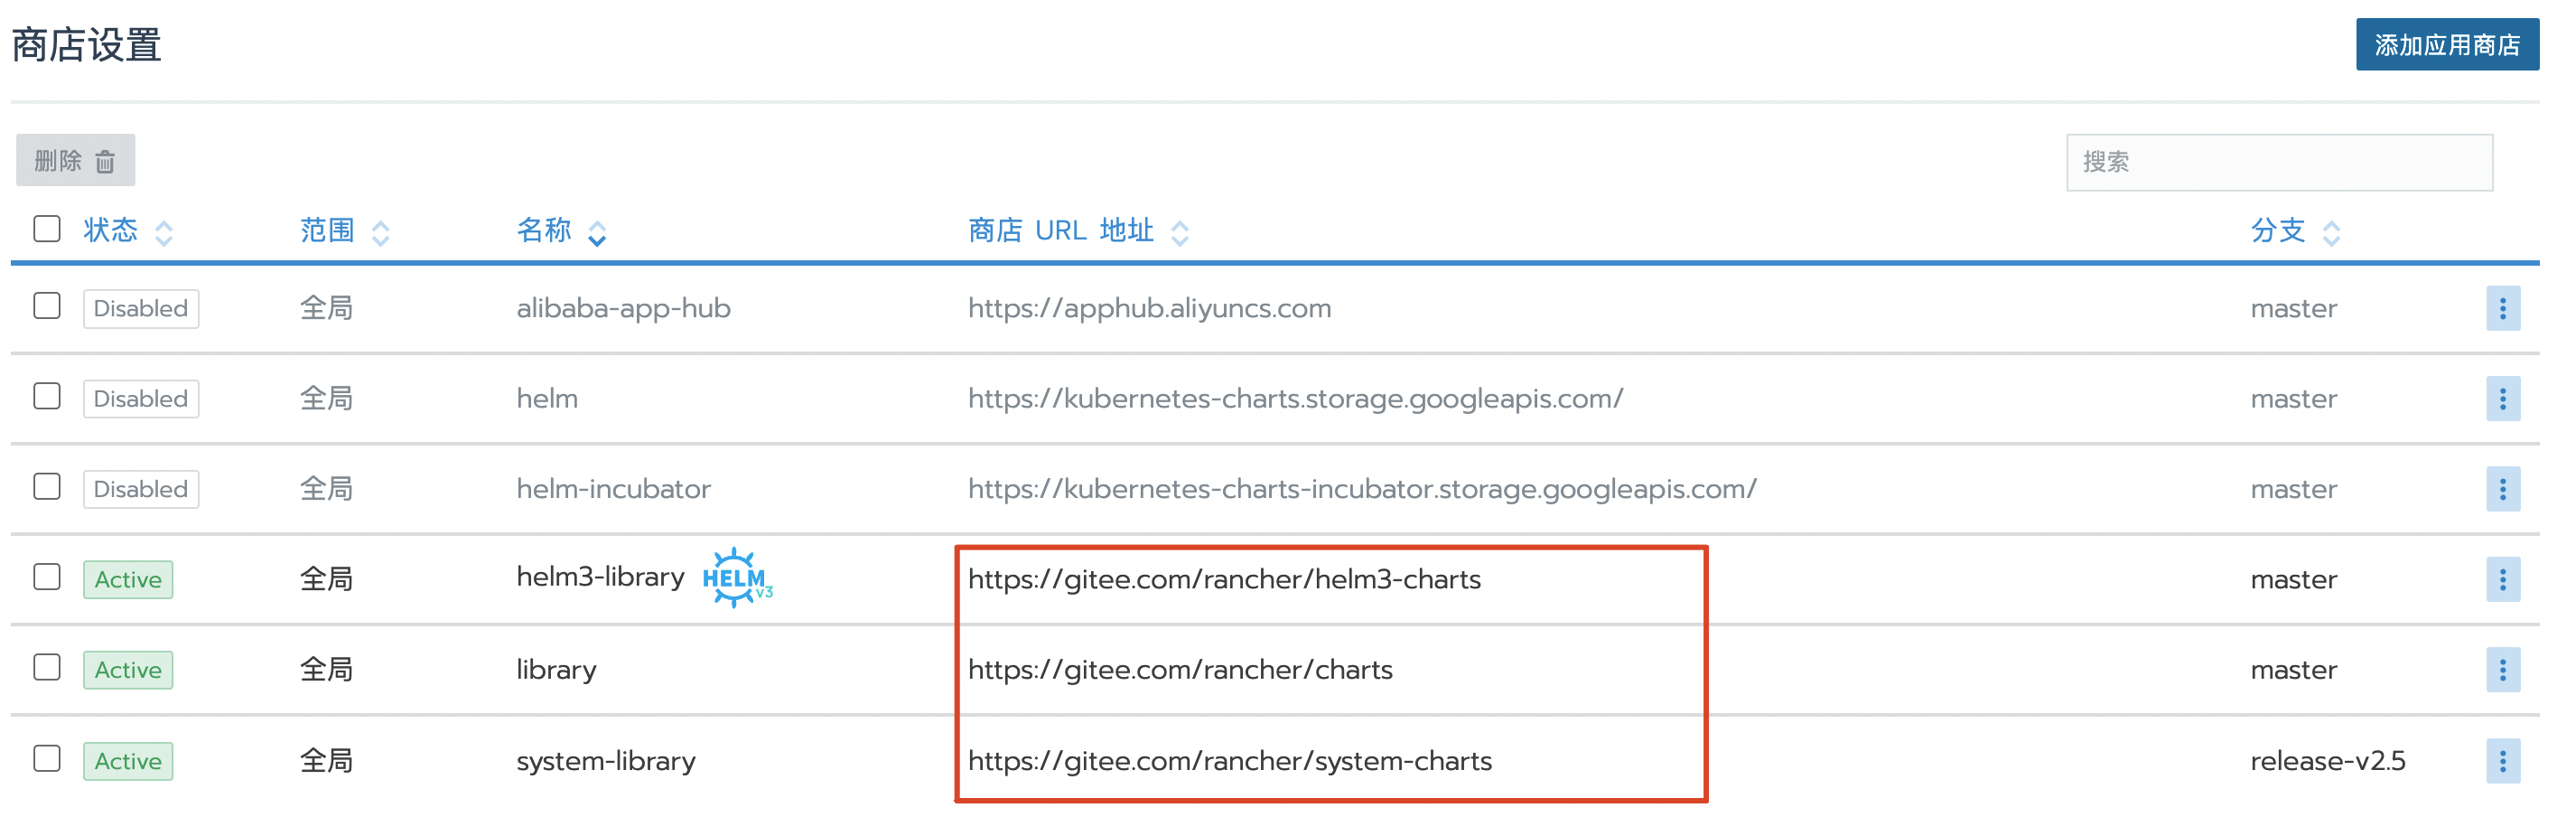 商店设置
添加应用商店
删除
搜索
状态 范围 名称 商店 URL 地址 分支
Disabled 全局 alibaba-app-hub https://apphub.aliyuncs.com master
Disabled 全局 helm https://kubernetes-charts.storage.googleapis.com/ master
Disabled 全局 helm-incubator https://kubernetes-charts-incubator.storage.googleapis.com/ master
Active 全局 helm3-library HELM v3 https://gitee.com/rancher/helm3-charts master
Active 全局 library https://gitee.com/rancher/charts master
Active 全局 system-library https://gitee.com/rancher/system-charts release-v2.5